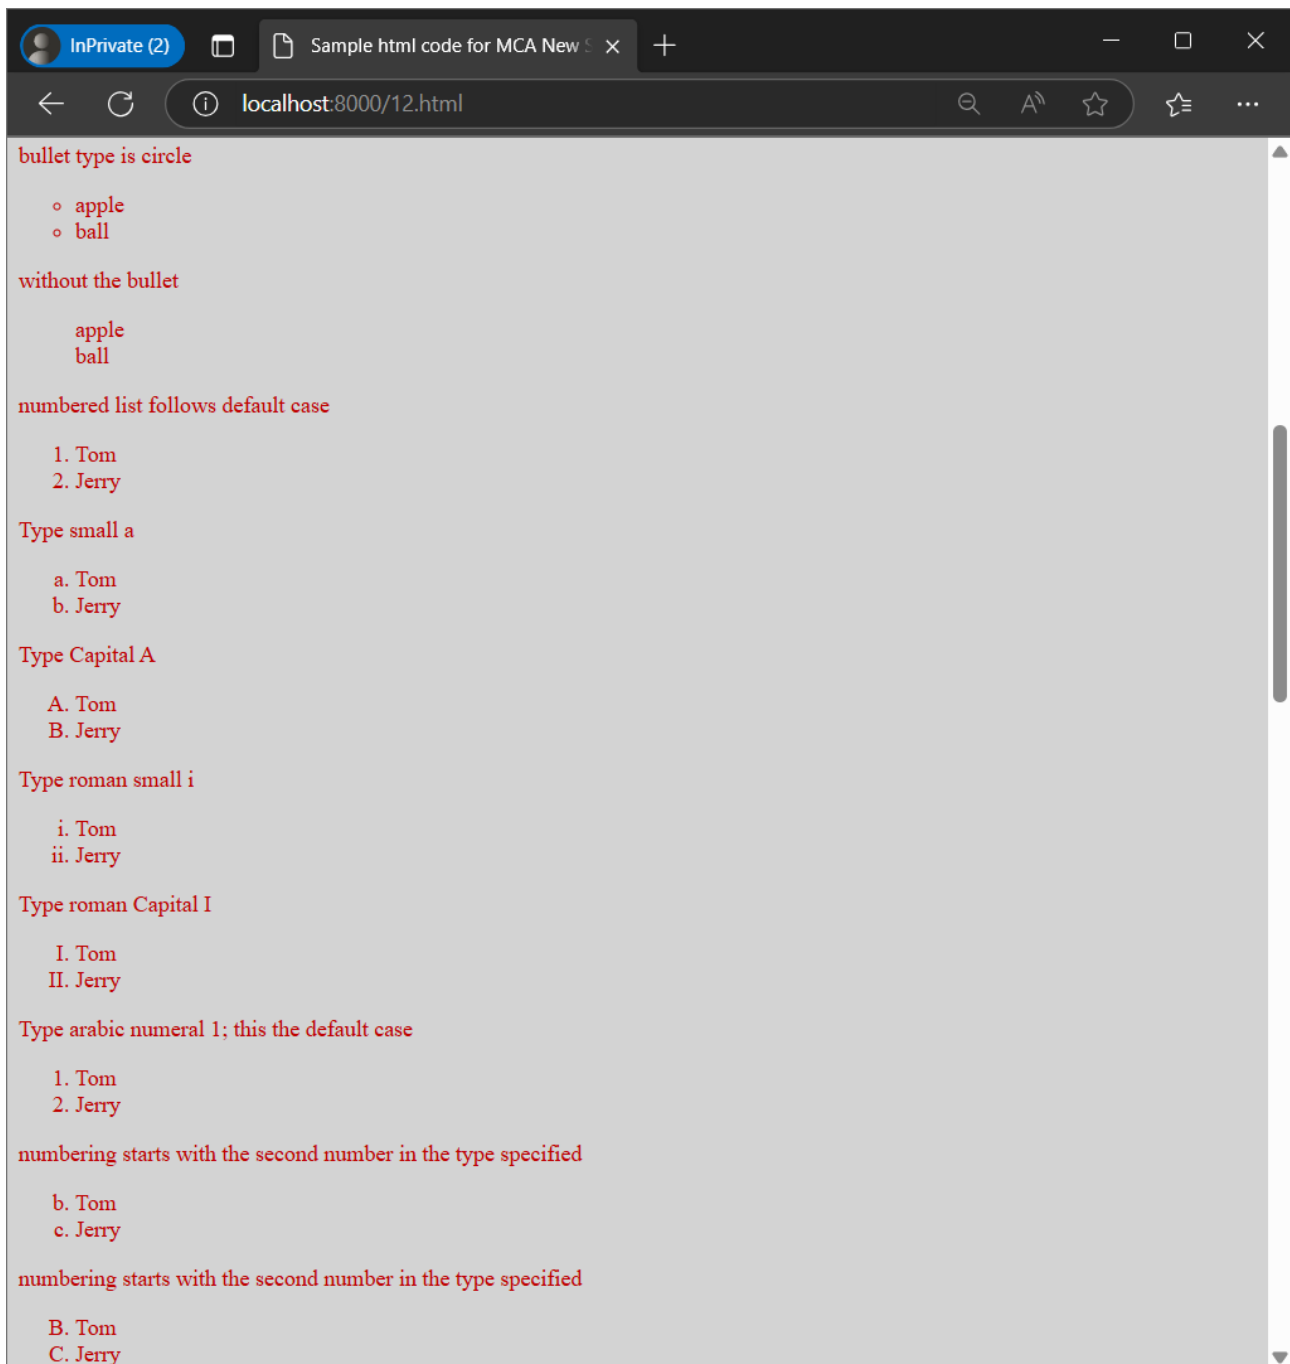 InPrivate (2)
Sample html code for MCA New S
localhost:8000/12.html
bullet type is circle
apple
ball
without the bullet
apple
ball
numbered list follows default case
1. Tom
2. Jerry
Type small a
a. Tom
b. Jerry
Type Capital A
A. Tom
B. Jerry
Type roman small i
i. Tom
ii. Jerry
Type roman Capital I
I. Tom
II. Jerry
Type arabic numeral 1; this the default case
1. Tom
2. Jerry
numbering starts with the second number in the type specified
b. Tom
c. Jerry
numbering starts with the second number in the type specified
B. Tom
C. Jerry